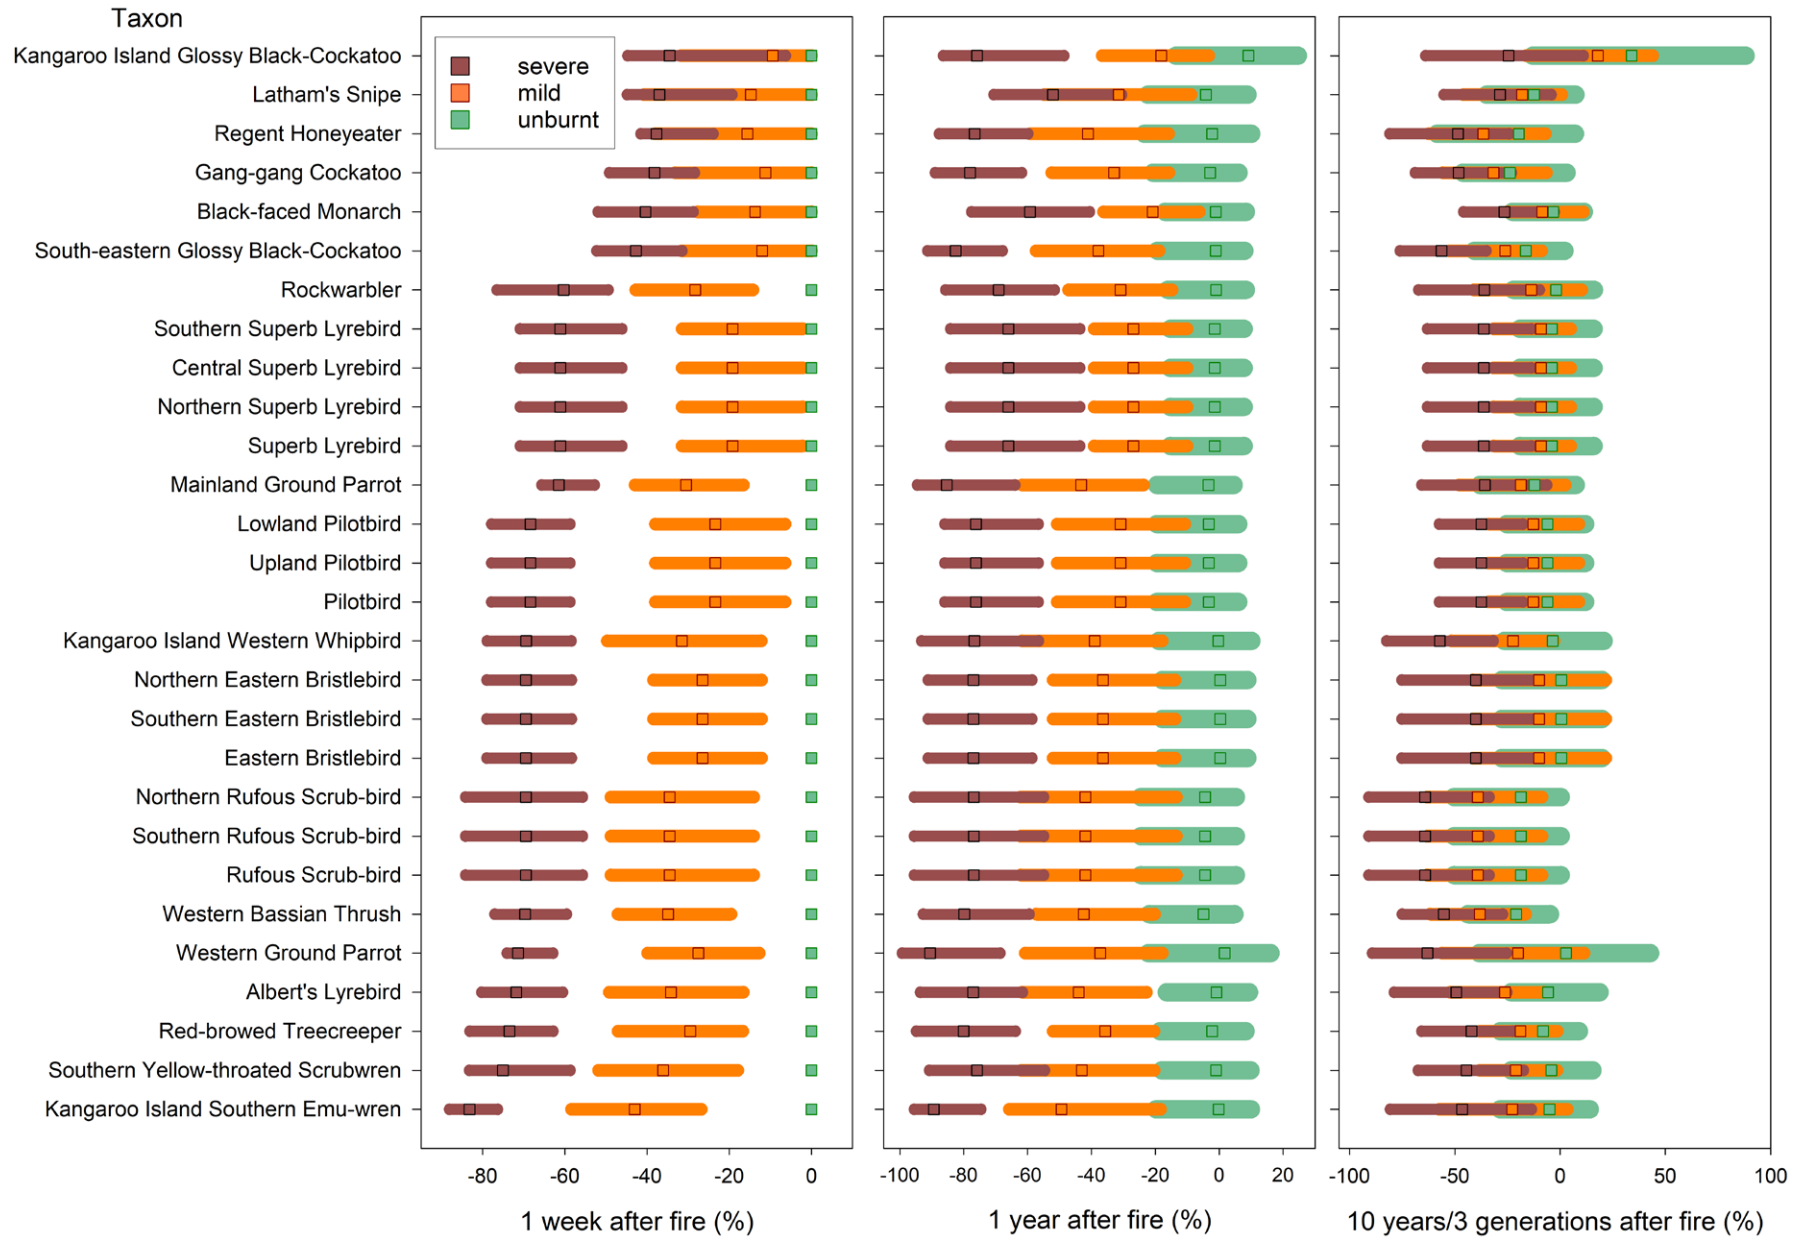 Taxon
Kangaroo Island Glossy Black-Cockatoo
Latham's Snipe
Regent Honeyeater
Gang-gang Cockatoo
Black-faced Monarch
South-eastern Glossy Black-Cockatoo
Rockwarbler
Southern Superb Lyrebird
Central Superb Lyrebird
Northern Superb Lyrebird
Superb Lyrebird
Mainland Ground Parrot
Lowland Pilotbird
Upland Pilotbird
Pilotbird
Kangaroo Island Western Whipbird
Northern Eastern Bristlebird
Southern Eastern Bristlebird
Eastern Bristlebird
Northern Rufous Scrub-bird
Southern Rufous Scrub-bird
Rufous Scrub-bird
Western Bassian Thrush
Western Ground Parrot
Albert's Lyrebird
Red-browed Treecreeper
Southern Yellow-throated Scrubwren
Kangaroo Island Southern Emu-wren
severe
mild
unburnt
-80 -60 -40 -20 0
1 week after fire (%)
-100 -80 -60 -40 -20 0 20
1 year after fire (%)
-100 -50 0 50 100
10 years/3 generations after fire (%)